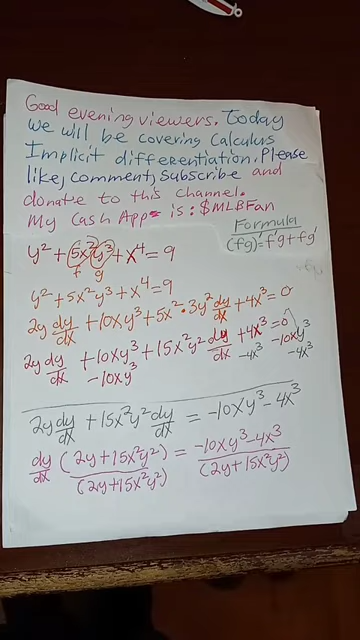 Good evening viewers. Today
we will be covering Calculus
Implicit differentiation. Please
like, comment, Subscribe and
donate to this channel.
My Cash App is: $MLBFan
Formula
(fg)' = f'g + fg'
y² + 5x²y³ + x⁴ = 9
f g
y² + 5x²y³ + x⁴ = 9
2y dy/dx + 10xy³ + 5x² • 3y² dy/dx + 4x³ = 0
2y dy/dx + 10xy³ + 15x²y² dy/dx + 4x³ = 0
-10xy³ -4x³ -10xy³ -4x³
2y dy/dx + 15x²y² dy/dx = -10xy³ - 4x³
dy/dx (2y + 15x²y²)/(2y + 15x²y²) = (-10xy³ - 4x³)/(2y + 15x²y²)